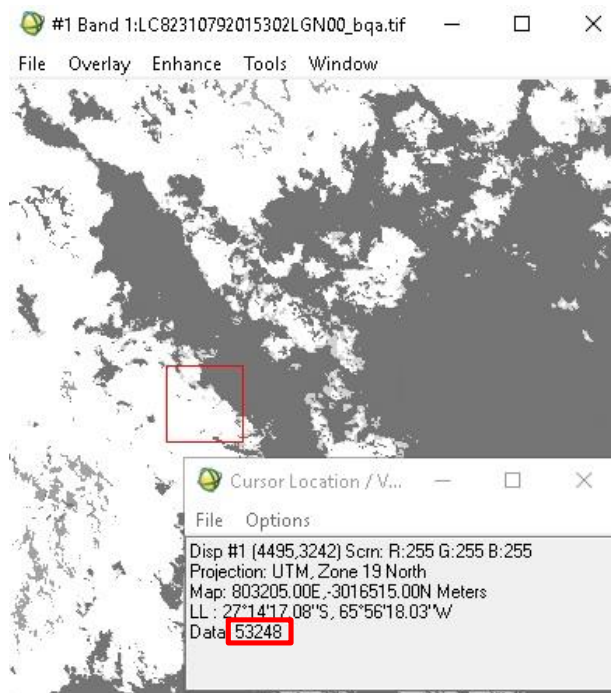 #1 Band 1:LC82310792015302LGN00_bqa.tif
File Overlay Enhance Tools Window
Cursor Location / V...
File Options
Disp #1 (4495,3242) Scrn: R:255 G:255 B:255
Projection: UTM, Zone 19 North
Map: 803205.00E,-3016515.00N Meters
LL : 27°14'17.08"S, 65°56'18.03"W
Data: 53248